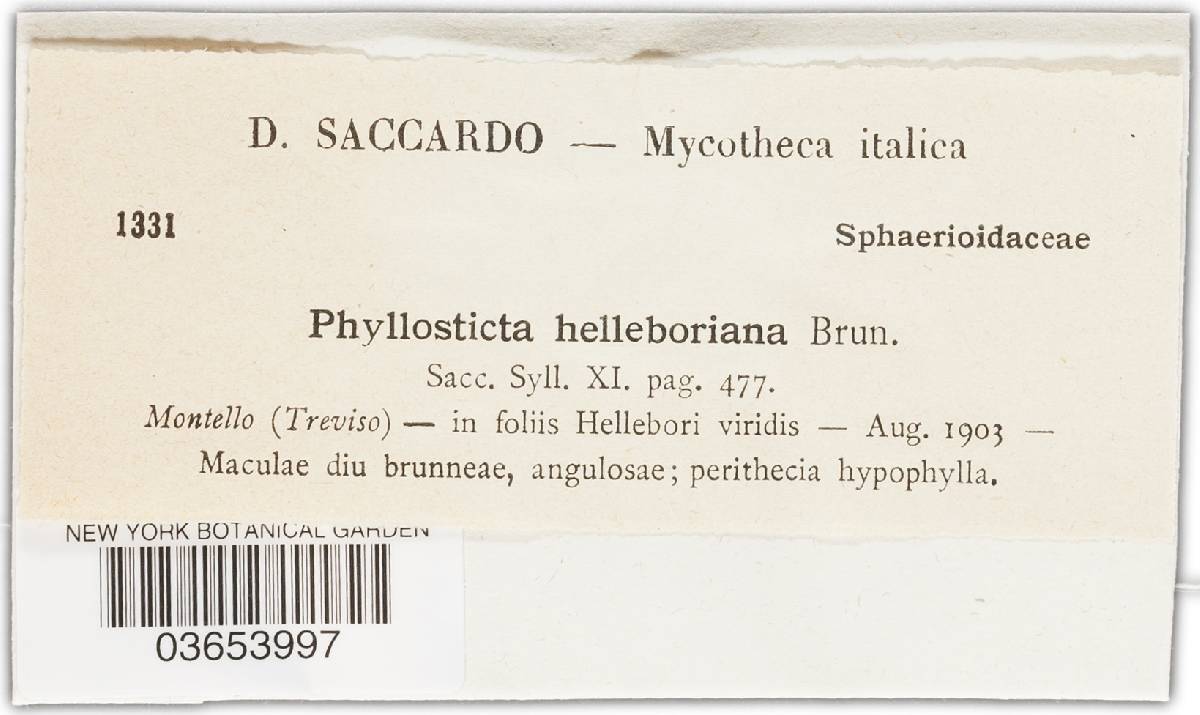 D. SACCARDO — Mycotheca italica
1331
Sphaerioidaceae
Phyllosticta helleboriana Brun.
Sacc. Syll. XI. pag. 477.
Montello (Treviso) — in foliis Hellebori viridis — Aug. 1903 —
Maculae diu brunneae, angulosae; perithecia hypophylla.
NEW YORK BOTANICAL GARDEN
03653997